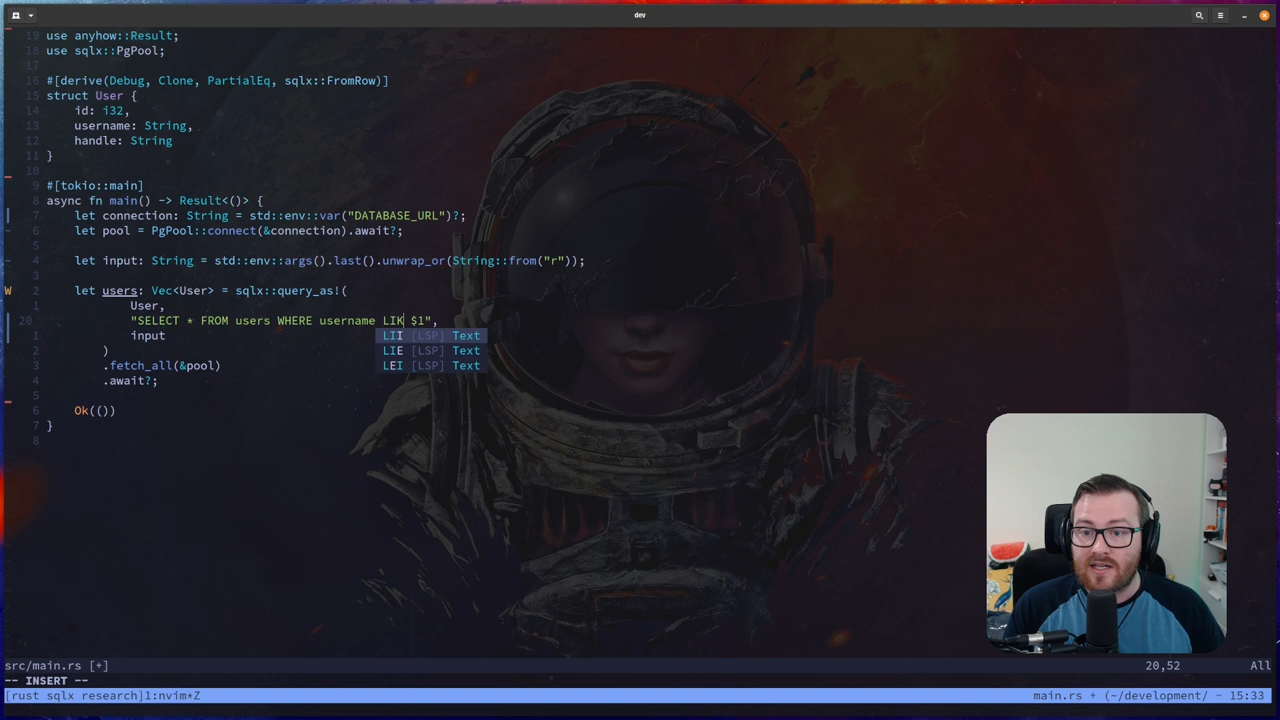 dev
19 use anyhow::Result;
18 use sqlx::PgPool;
17
16 #[derive(Debug, Clone, PartialEq, sqlx::FromRow)]
15 struct User {
14     id: i32,
13     username: String,
12     handle: String
11 }
10
9 #[tokio::main]
8 async fn main() -> Result<()> {
7     let connection: String = std::env::var("DATABASE_URL")?;
6     let pool = PgPool::connect(&connection).await?;
5
4     let input: String = std::env::args().last().unwrap_or(String::from("r"));
3
W 2     let users: Vec<User> = sqlx::query_as!(
1             User,
20             "SELECT * FROM users WHERE username LIK $1",
1             input
LII [LSP] Text
2         )
LIE [LSP] Text
3         .fetch_all(&pool)
LEI [LSP] Text
4         .await?;
5
6     Ok(())
7 }
8
src/main.rs [+] 20,52 All
-- INSERT --
[rust sqlx research]1:nvim*Z main.rs + (~/development/ - 15:33